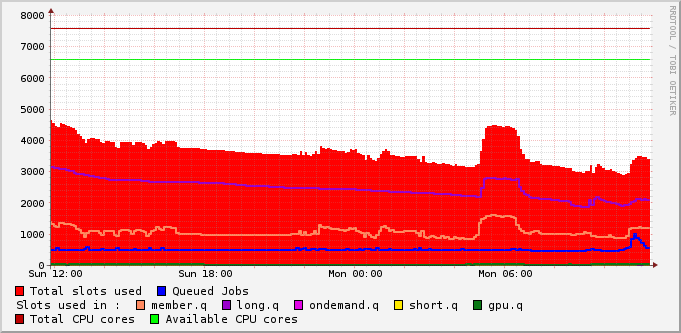 8000
7000
6000
5000
4000
3000
2000
1000
0
Sun 12:00 Sun 18:00 Mon 00:00 Mon 06:00
Total slots used Queued Jobs
Slots used in : member.q long.q ondemand.q short.q gpu.q
Total CPU cores Available CPU cores
RRDTOOL / TOBI OETIKER